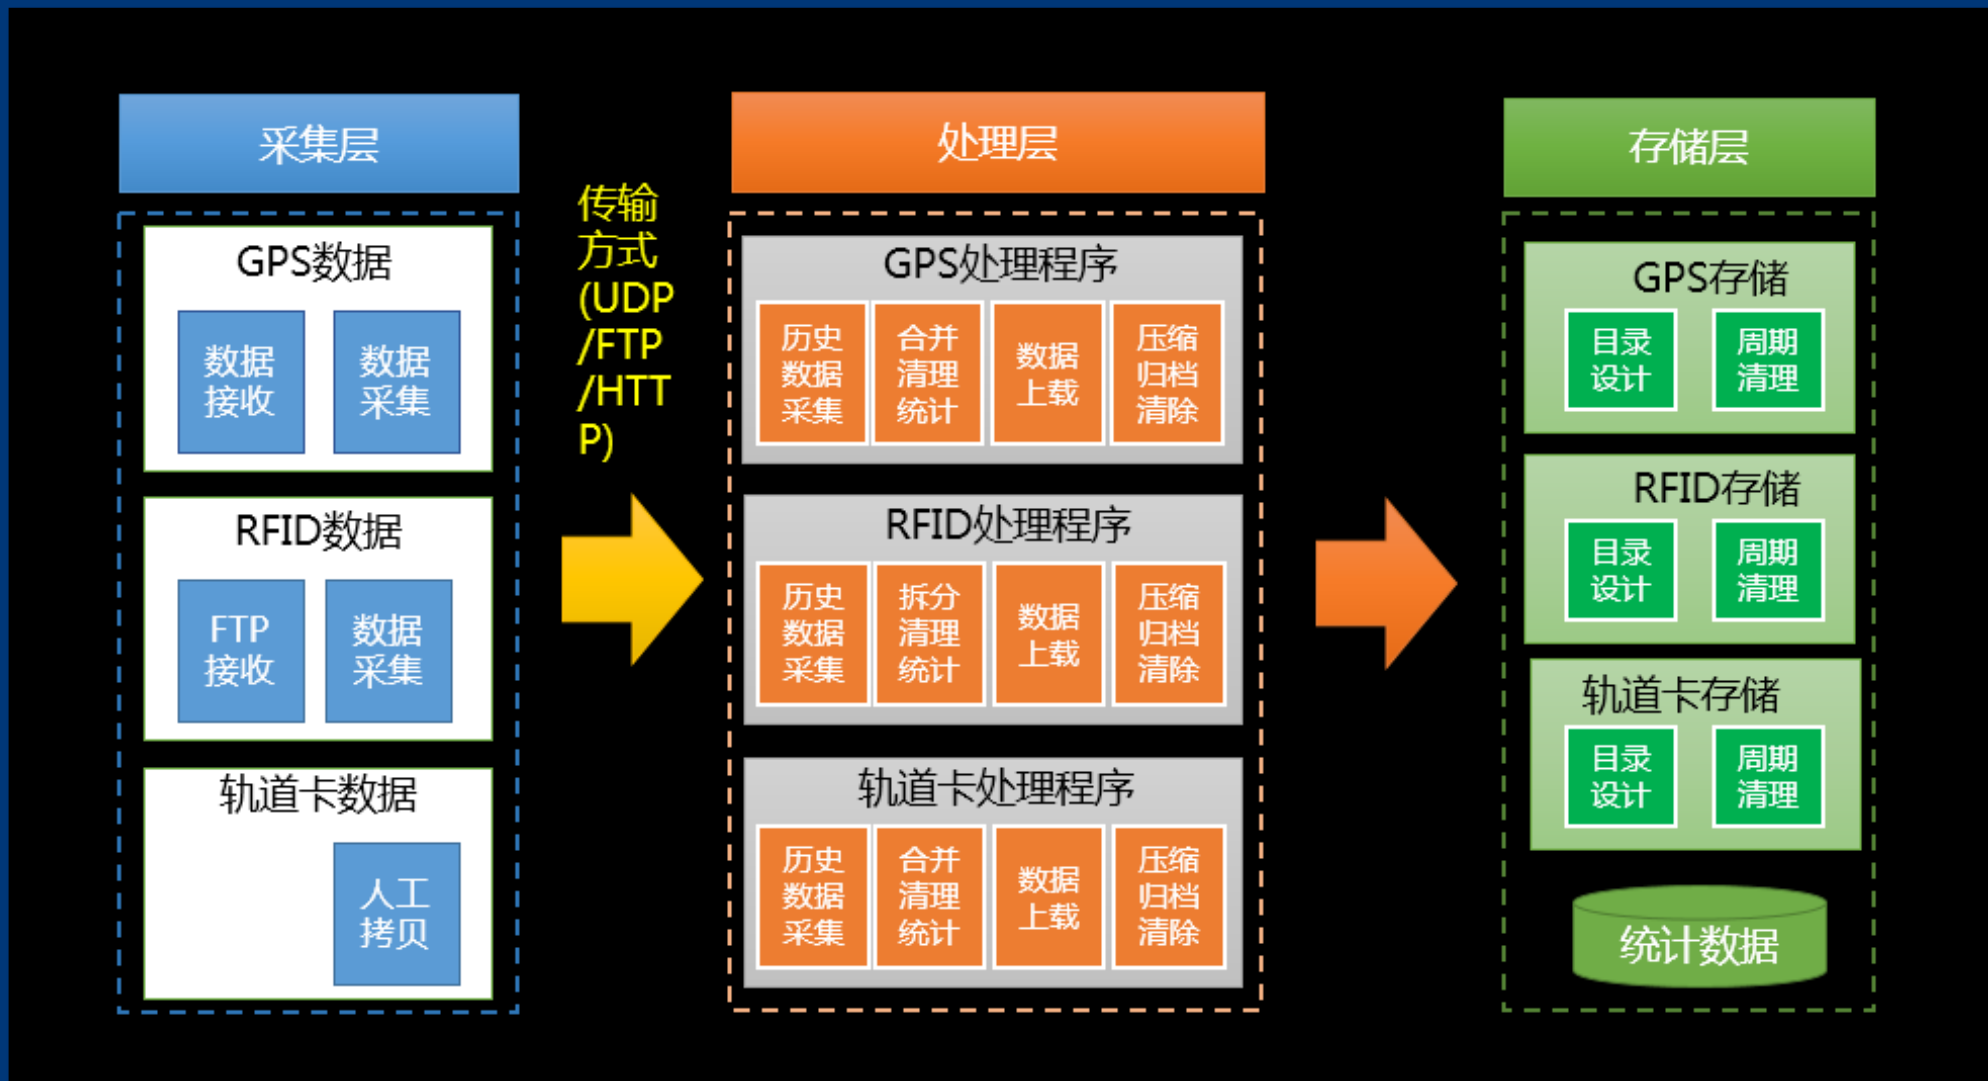 采集层
GPS数据
数据
接收
数据
采集
RFID数据
FTP
接收
数据
采集
轨道卡数据
人工
拷贝
传输
方式
(UDP
/FTP
/HTT
P)
处理层
GPS处理程序
历史
数据
采集
合并
清理
统计
数据
上载
压缩
归档
清除
RFID处理程序
历史
数据
采集
拆分
清理
统计
数据
上载
压缩
归档
清除
轨道卡处理程序
历史
数据
采集
合并
清理
统计
数据
上载
压缩
归档
清除
存储层
GPS存储
目录
设计
周期
清理
RFID存储
目录
设计
周期
清理
轨道卡存储
目录
设计
周期
清理
统计数据